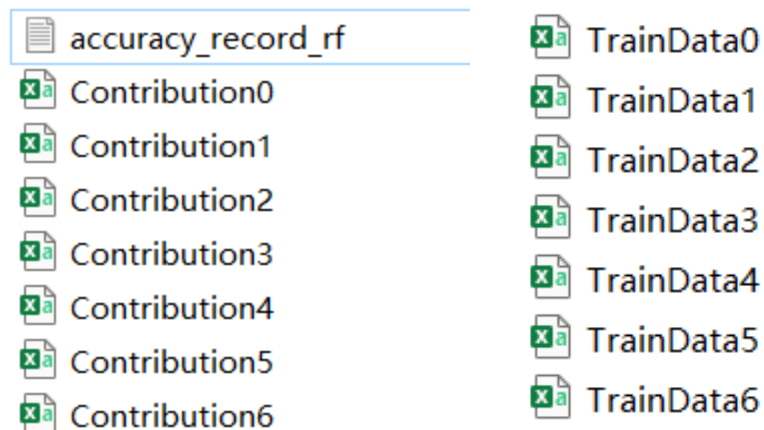 accuracy_record_rf
Contribution0
Contribution1
Contribution2
Contribution3
Contribution4
Contribution5
Contribution6
TrainData0
TrainData1
TrainData2
TrainData3
TrainData4
TrainData5
TrainData6